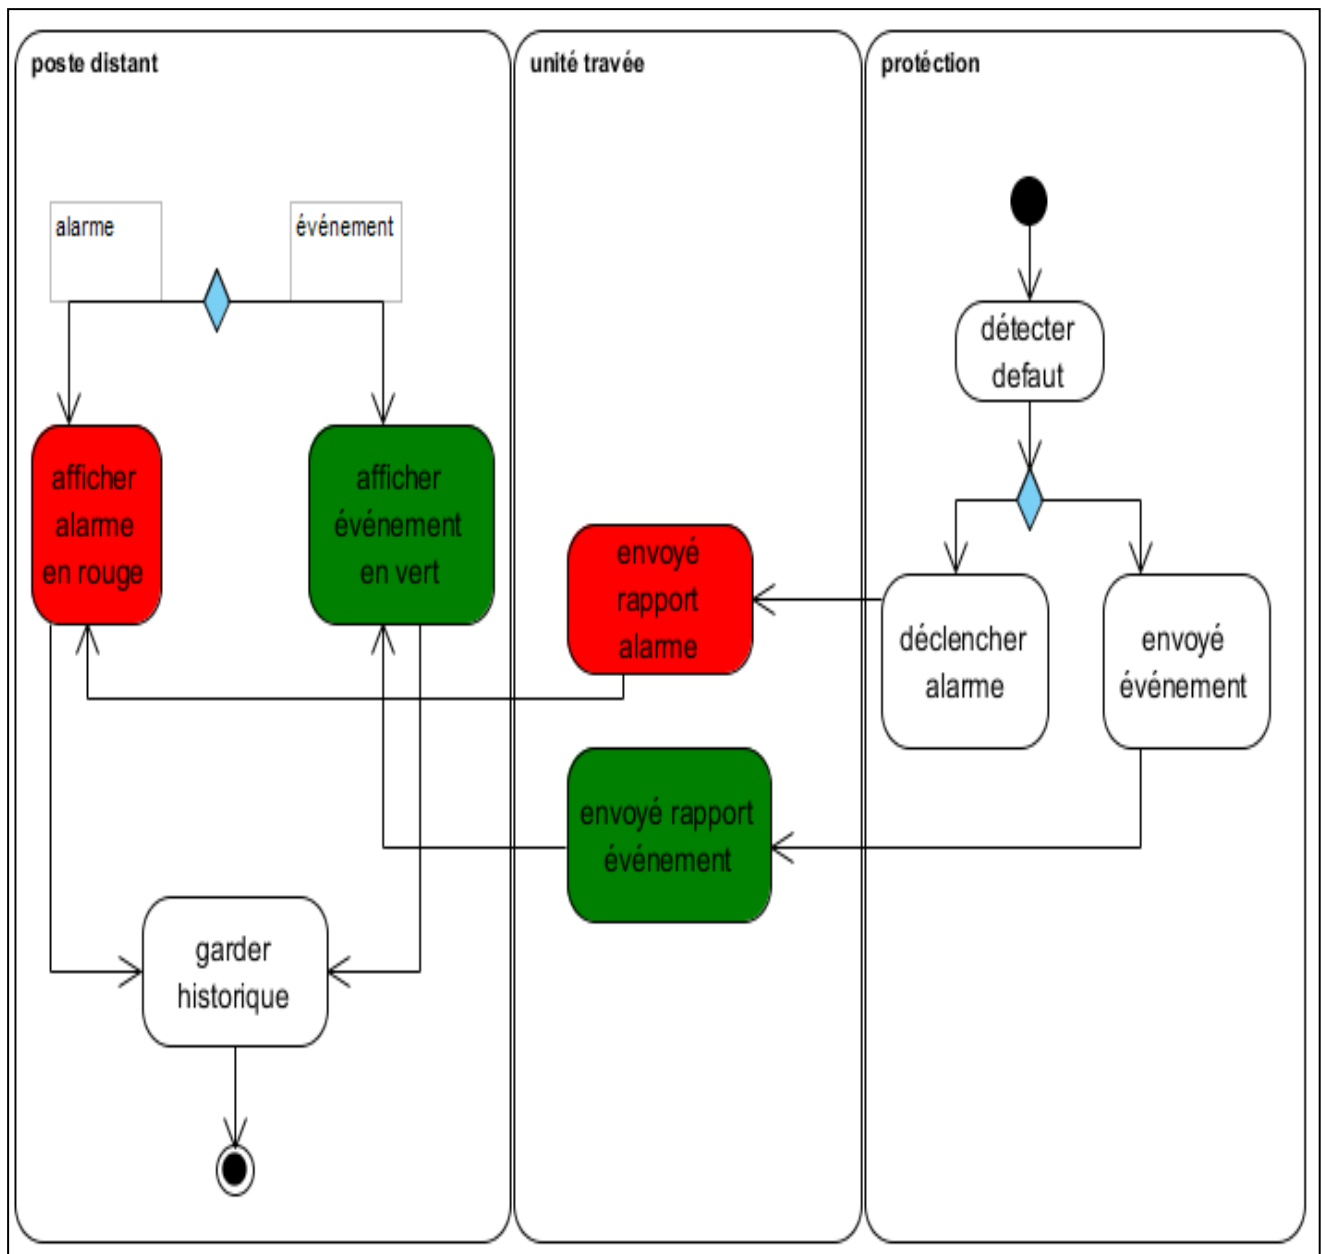 poste distant
unité travée
protéction
alarme
événement
détecter
defaut
afficher
alarme
en rouge
afficher
événement
en vert
envoyé
rapport
alarme
déclencher
alarme
envoyé
événement
envoyé rapport
événement
garder
historique